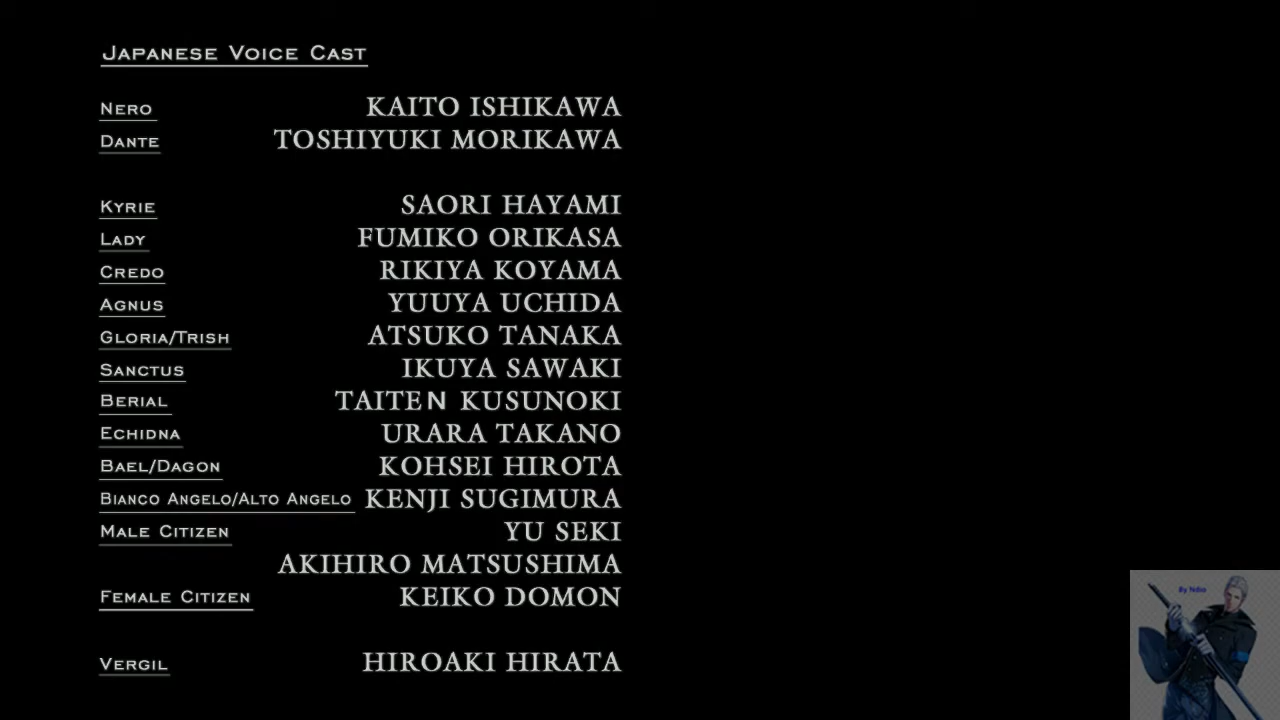 Japanese Voice Cast
Nero KAITO ISHIKAWA
Dante TOSHIYUKI MORIKAWA
Kyrie SAORI HAYAMI
Lady FUMIKO ORIKASA
Credo RIKIYA KOYAMA
Agnus YUUYA UCHIDA
Gloria/Trish ATSUKO TANAKA
Sanctus IKUYA SAWAKI
Berial TAITEN KUSUNOKI
Echidna URARA TAKANO
Bael/Dagon KOHSEI HIROTA
Bianco Angelo/Alto Angelo KENJI SUGIMURA
Male Citizen YU SEKI
AKIHIRO MATSUSHIMA
Female Citizen KEIKO DOMON
Vergil HIROAKI HIRATA
By